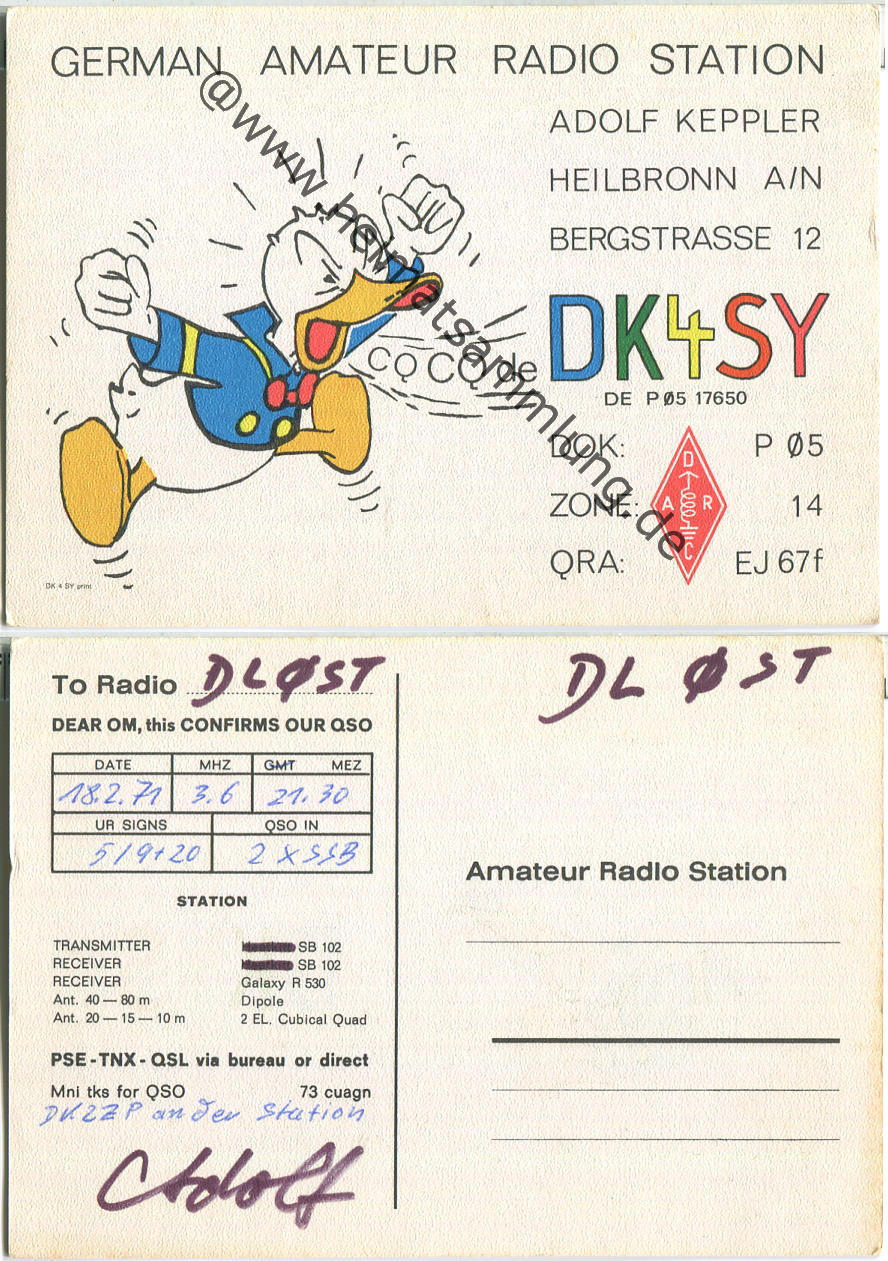 GERMAN AMATEUR RADIO STATION
ADOLF KEPPLER
HEILBRONN A/N
BERGSTRASSE 12
CQ CQ de DK4SY
DE P Ø5 17650
DOK: P Ø5
ZONE: 14
QRA: EJ 67f
D
A R
C
DK 4 SY print
@www.heimatsammlung.de
To Radio DLØST
DL ØST
DEAR OM, this CONFIRMS OUR QSO
DATE MHZ GMT MEZ
18.2.71 3.6 21.30
UR SIGNS QSO IN
5/9+20 2 x SSB
STATION
TRANSMITTER SB 102
RECEIVER SB 102
RECEIVER Galaxy R 530
Ant. 40 — 80 m Dipole
Ant. 20 — 15 — 10 m 2 EL. Cubical Quad
PSE - TNX - QSL via bureau or direct
Mni tks for QSO 73 cuagn
DK2ZP an der Station
Adolf
Amateur Radio Station